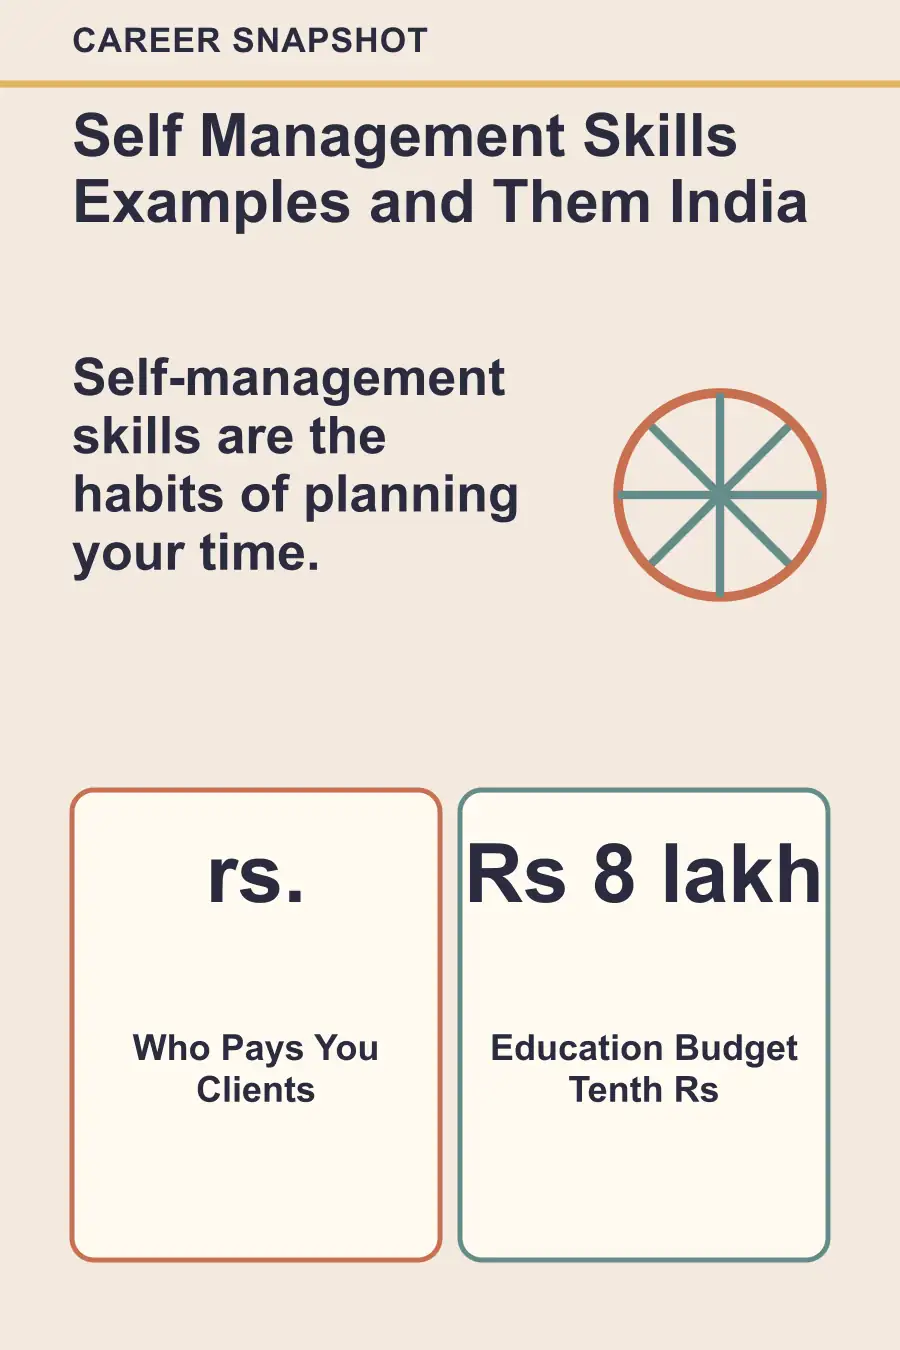 CAREER SNAPSHOT
Self Management Skills
Examples and Them India
Self-management
skills are the
habits of planning
your time.
rs.
Who Pays You
Clients
Rs 8 lakh
Education Budget
Tenth Rs